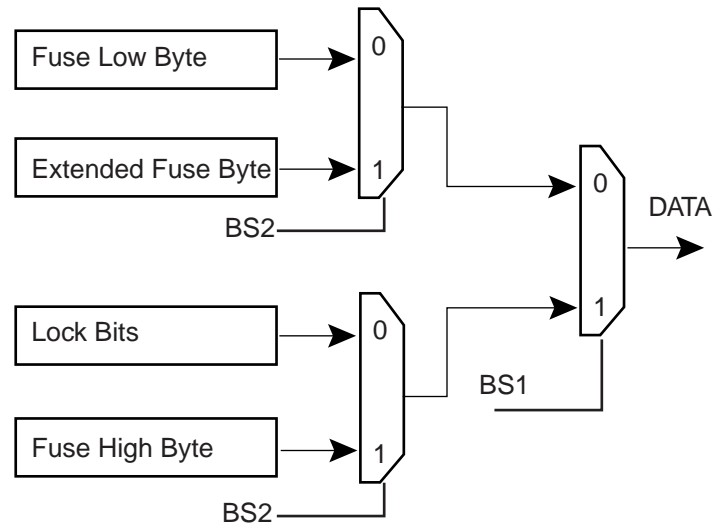 Fuse Low Byte
0
Extended Fuse Byte
1
BS2
0
DATA
Lock Bits
0
1
BS1
Fuse High Byte
1
BS2